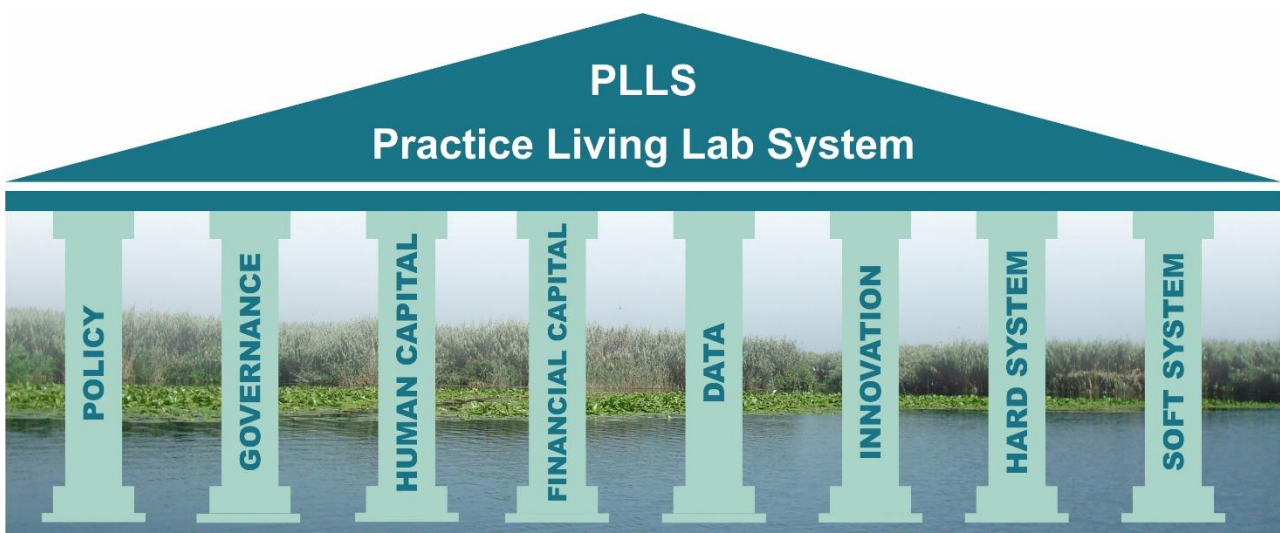 PLLS
Practice Living Lab System
POLICY
GOVERNANCE
HUMAN CAPITAL
FINANCIAL CAPITAL
DATA
INNOVATION
HARD SYSTEM
SOFT SYSTEM